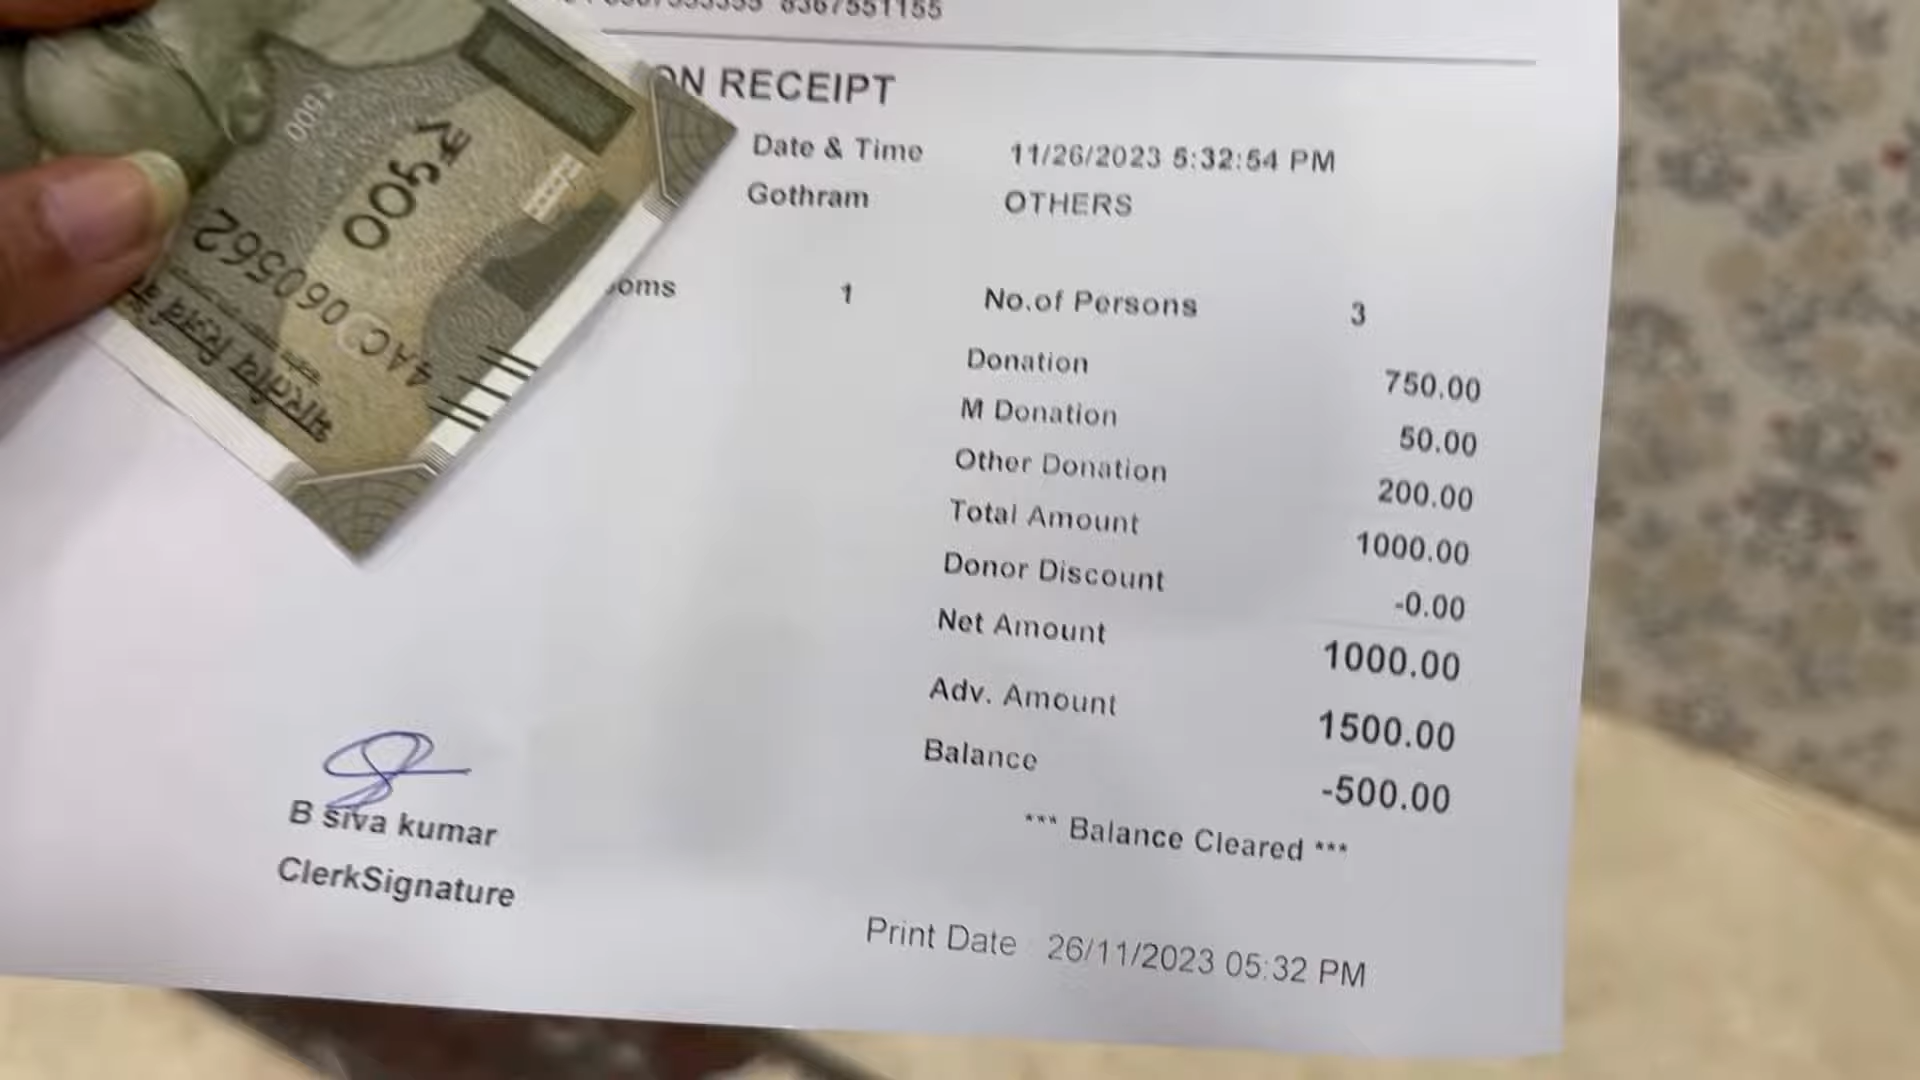 8367551155
ON RECEIPT
Date & Time 11/26/2023 5:32:54 PM
Gothram OTHERS
ooms 1 No.of Persons 3
Donation 750.00
M Donation 50.00
Other Donation 200.00
Total Amount 1000.00
Donor Discount -0.00
Net Amount 1000.00
Adv. Amount 1500.00
Balance -500.00
*** Balance Cleared ***
B siva kumar
ClerkSignature
Print Date 26/11/2023 05:32 PM
₹500
500
4AC 060562
भारतीय रिज़र्व